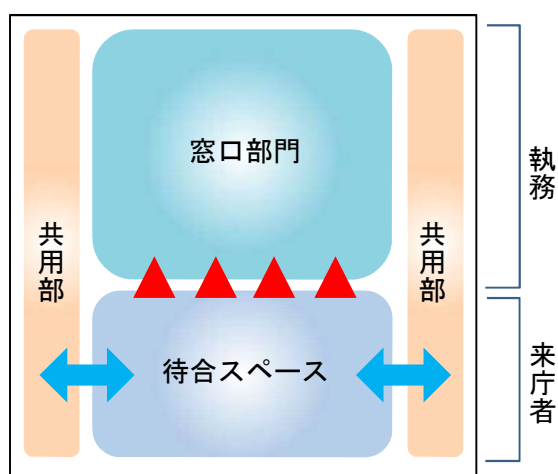 窓口部門
共用部
共用部
執務
待合スペース
来庁者